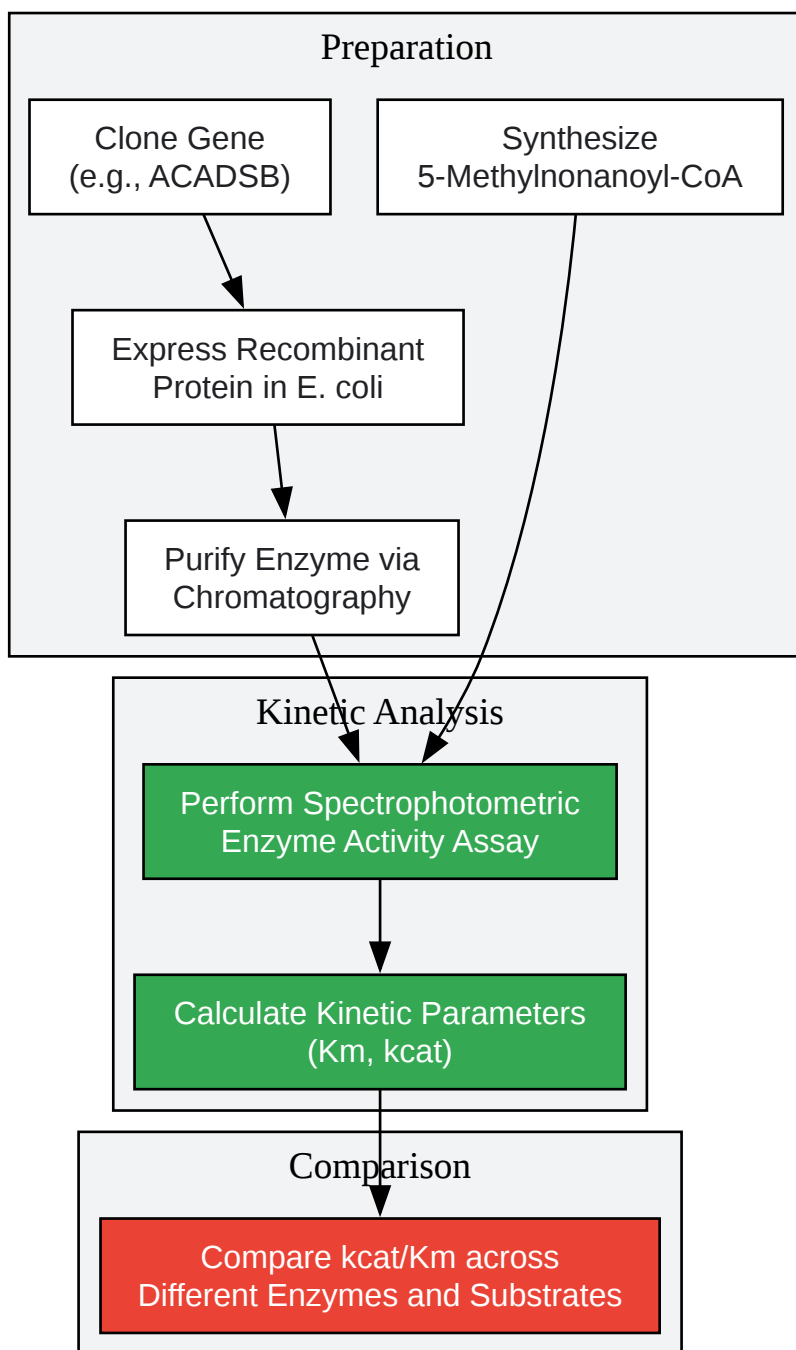 Preparation
Clone Gene
(e.g., ACADSB)
Synthesize
5-Methylnonanoyl-CoA
Express Recombinant
Protein in E. coli
Purify Enzyme via
Chromatography
Kinetic Analysis
Perform Spectrophotometric
Enzyme Activity Assay
Calculate Kinetic Parameters
(Km, kcat)
Comparison
Compare kcat/Km across
Different Enzymes and Substrates